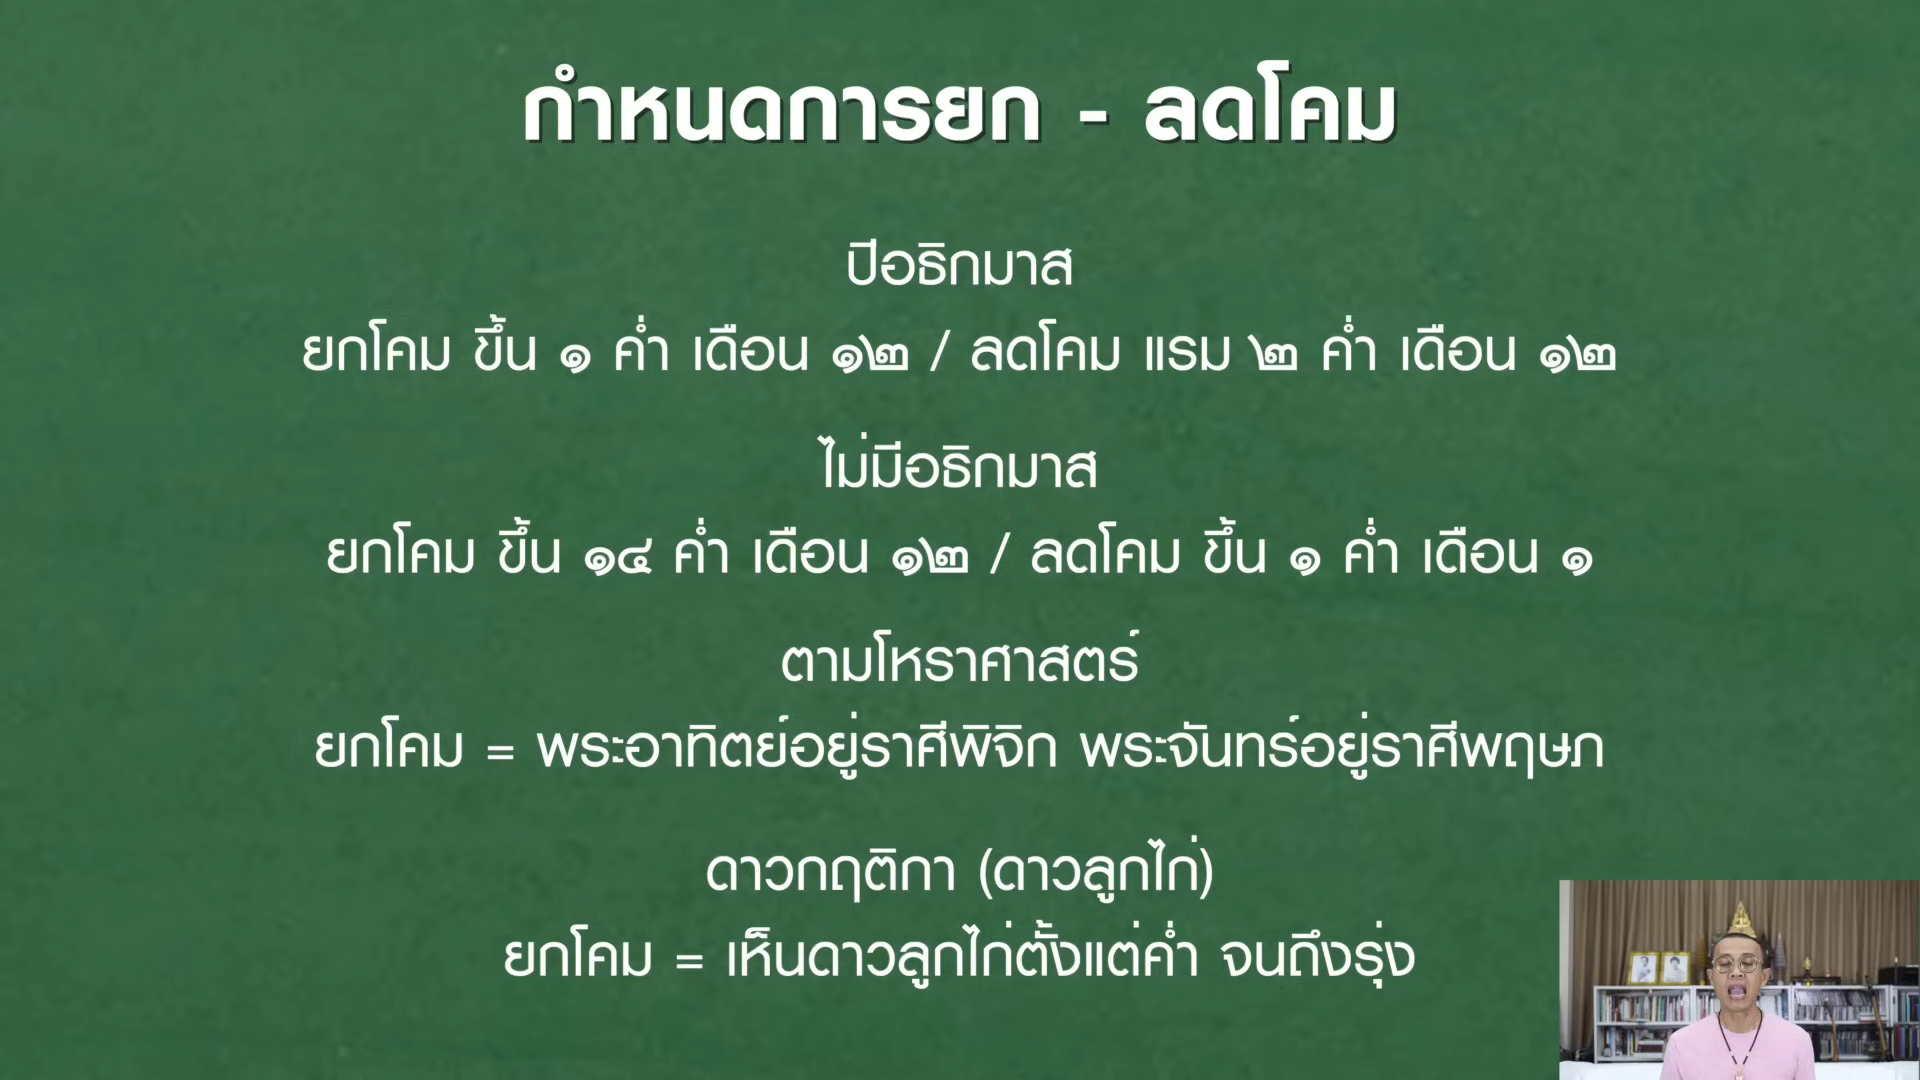 กำหนดการยก - ลดโคม
ปีอธิกมาส
ยกโคม ขึ้น ๑ ค่ำ เดือน ๑๒ / ลดโคม แรม ๒ ค่ำ เดือน ๑๒
ไม่มีอธิกมาส
ยกโคม ขึ้น ๑๔ ค่ำ เดือน ๑๒ / ลดโคม ขึ้น ๑ ค่ำ เดือน ๑
ตามโหราศาสตร์
ยกโคม = พระอาทิตย์อยู่ราศีพิจิก พระจันทร์อยู่ราศีพฤษภ
ดาวกฤติกา (ดาวลูกไก่)
ยกโคม = เห็นดาวลูกไก่ตั้งแต่ค่ำ จนถึงรุ่ง